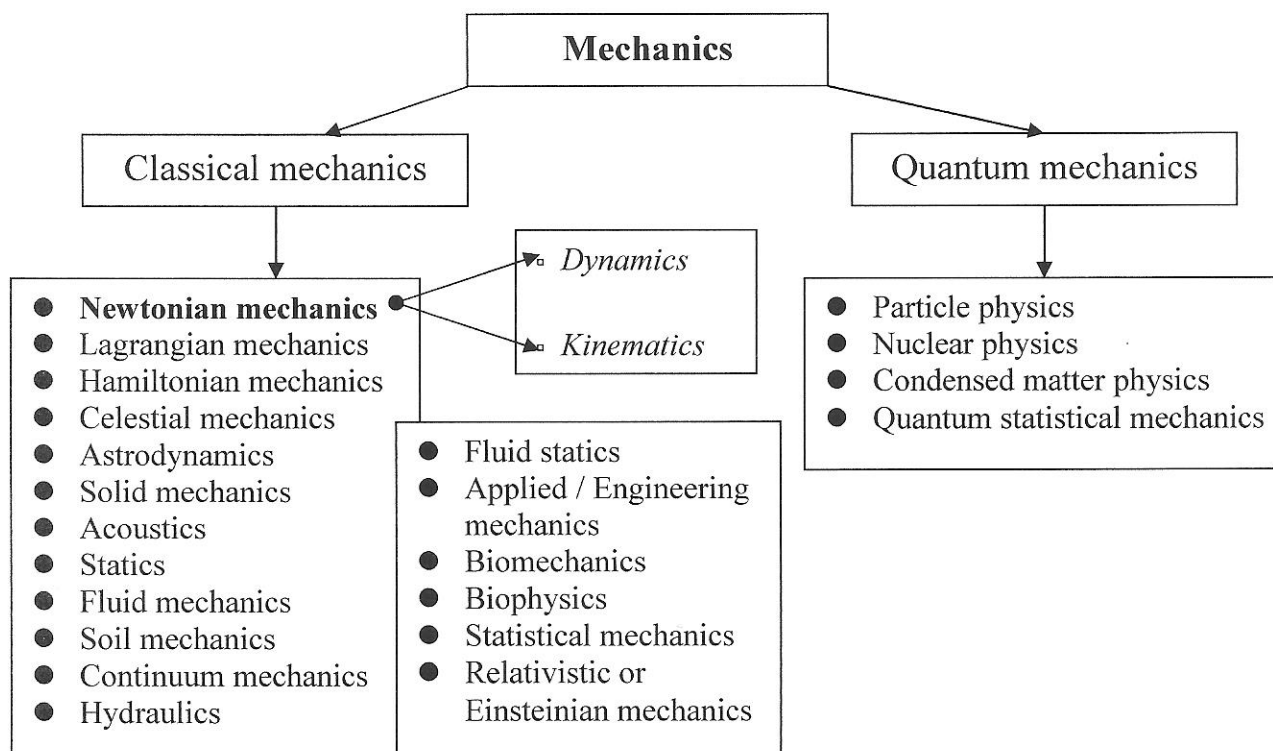 Mechanics
Classical mechanics
Quantum mechanics
Dynamics
Kinematics
Newtonian mechanics
Lagrangian mechanics
Hamiltonian mechanics
Celestial mechanics
Astrodynamics
Solid mechanics
Acoustics
Statics
Fluid mechanics
Soil mechanics
Continuum mechanics
Hydraulics
Fluid statics
Applied / Engineering
mechanics
Biomechanics
Biophysics
Statistical mechanics
Relativistic or
Einsteinian mechanics
Particle physics
Nuclear physics
Condensed matter physics
Quantum statistical mechanics